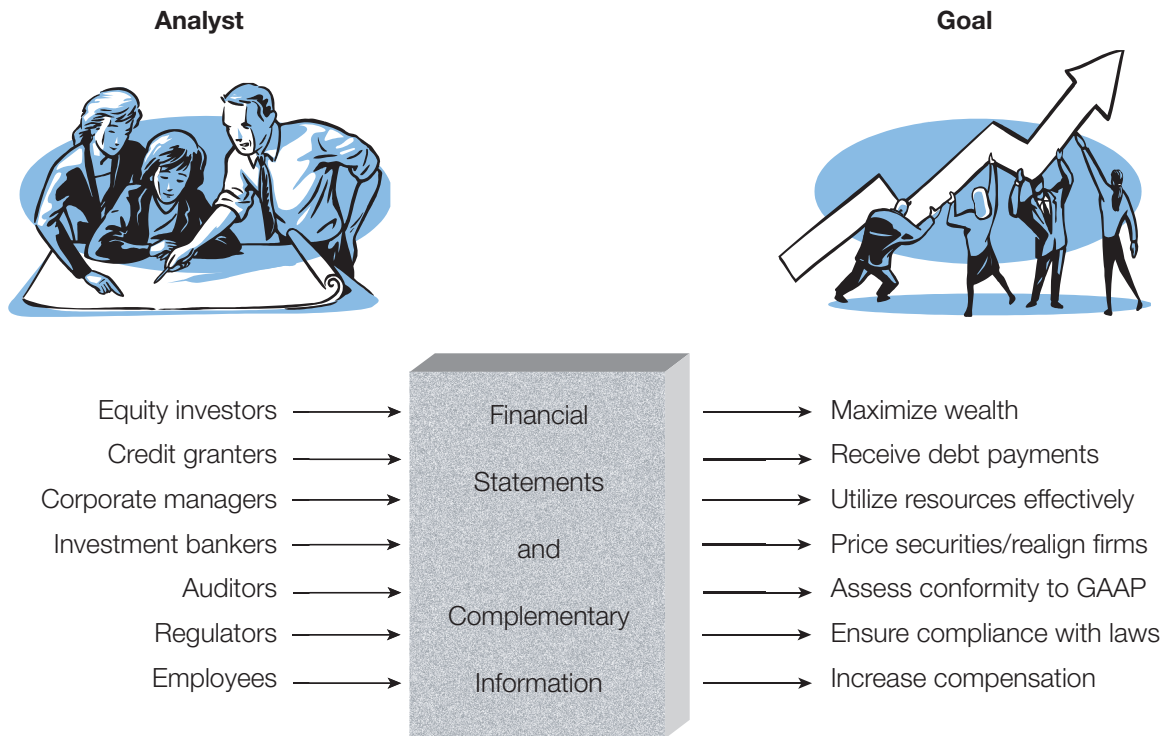 Analyst
Goal
Equity investors
Credit granters
Corporate managers
Investment bankers
Auditors
Regulators
Employees
Financial
Statements
and
Complementary
Information
Maximize wealth
Receive debt payments
Utilize resources effectively
Price securities/realign firms
Assess conformity to GAAP
Ensure compliance with laws
Increase compensation